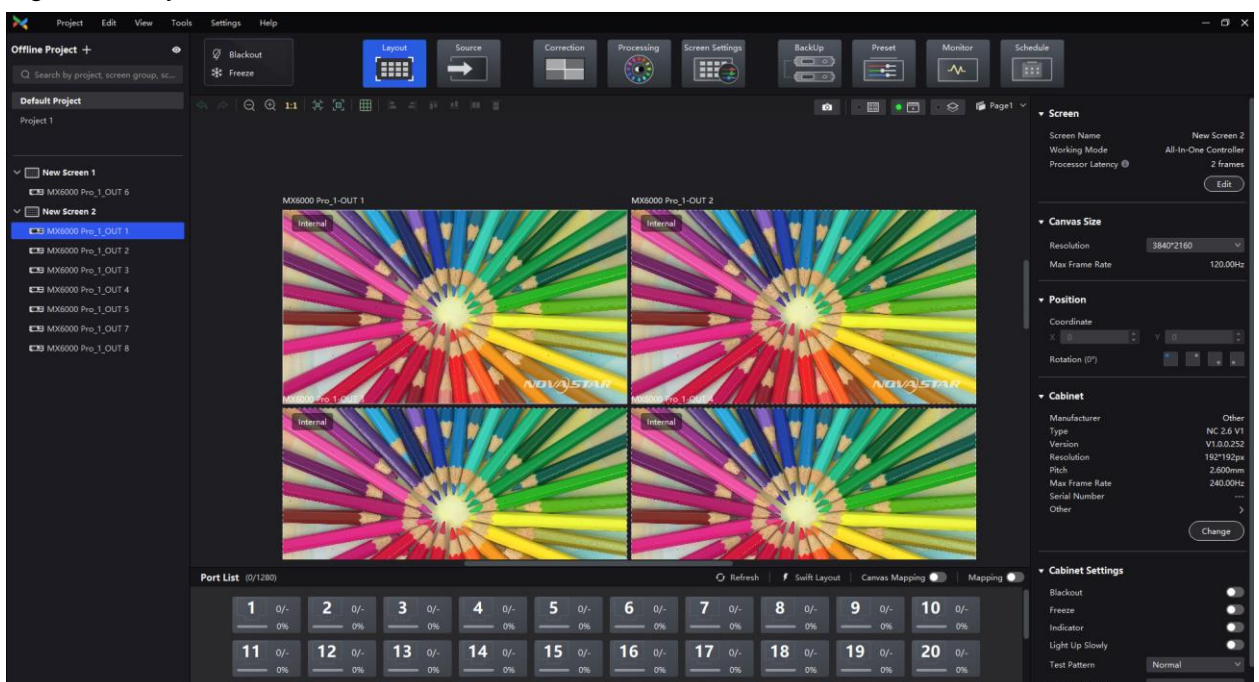 Project Edit View Tools Settings Help
Offline Project +
Search by project, screen group, sc...
Default Project
Project 1
New Screen 1
MX6000 Pro_1_OUT 6
New Screen 2
MX6000 Pro_1_OUT 1
MX6000 Pro_1_OUT 2
MX6000 Pro_1_OUT 3
MX6000 Pro_1_OUT 4
MX6000 Pro_1_OUT 5
MX6000 Pro_1_OUT 7
MX6000 Pro_1_OUT 8
Blackout
Freeze
Layout Source Correction Processing Screen Settings BackUp Preset Monitor Schedule
1:1 Page1
MX6000 Pro_1-OUT 1 MX6000 Pro_1-OUT 2
Internal Internal
NOVASTAR NOVASTAR
Internal Internal
Port List (0/1280) Refresh Swift Layout Canvas Mapping Mapping
1 0/- 2 0/- 3 0/- 4 0/- 5 0/- 6 0/- 7 0/- 8 0/- 9 0/- 10 0/-
0% 0% 0% 0% 0% 0% 0% 0% 0% 0%
11 0/- 12 0/- 13 0/- 14 0/- 15 0/- 16 0/- 17 0/- 18 0/- 19 0/- 20 0/-
0% 0% 0% 0% 0% 0% 0% 0% 0% 0%
Screen
Screen Name New Screen 2
Working Mode All-In-One Controller
Processor Latency 2 frames
Edit
Canvas Size
Resolution 3840*2160
Max Frame Rate 120.00Hz
Position
Coordinate
X 0 Y 0
Rotation (0°)
Cabinet
Manufacturer Other
Type NC 2.6 V1
Version V1.0.0.252
Resolution 192*192px
Pitch 2.600mm
Max Frame Rate 240.00Hz
Serial Number ---
Other >
Change
Cabinet Settings
Blackout
Freeze
Indicator
Light Up Slowly
Test Pattern Normal